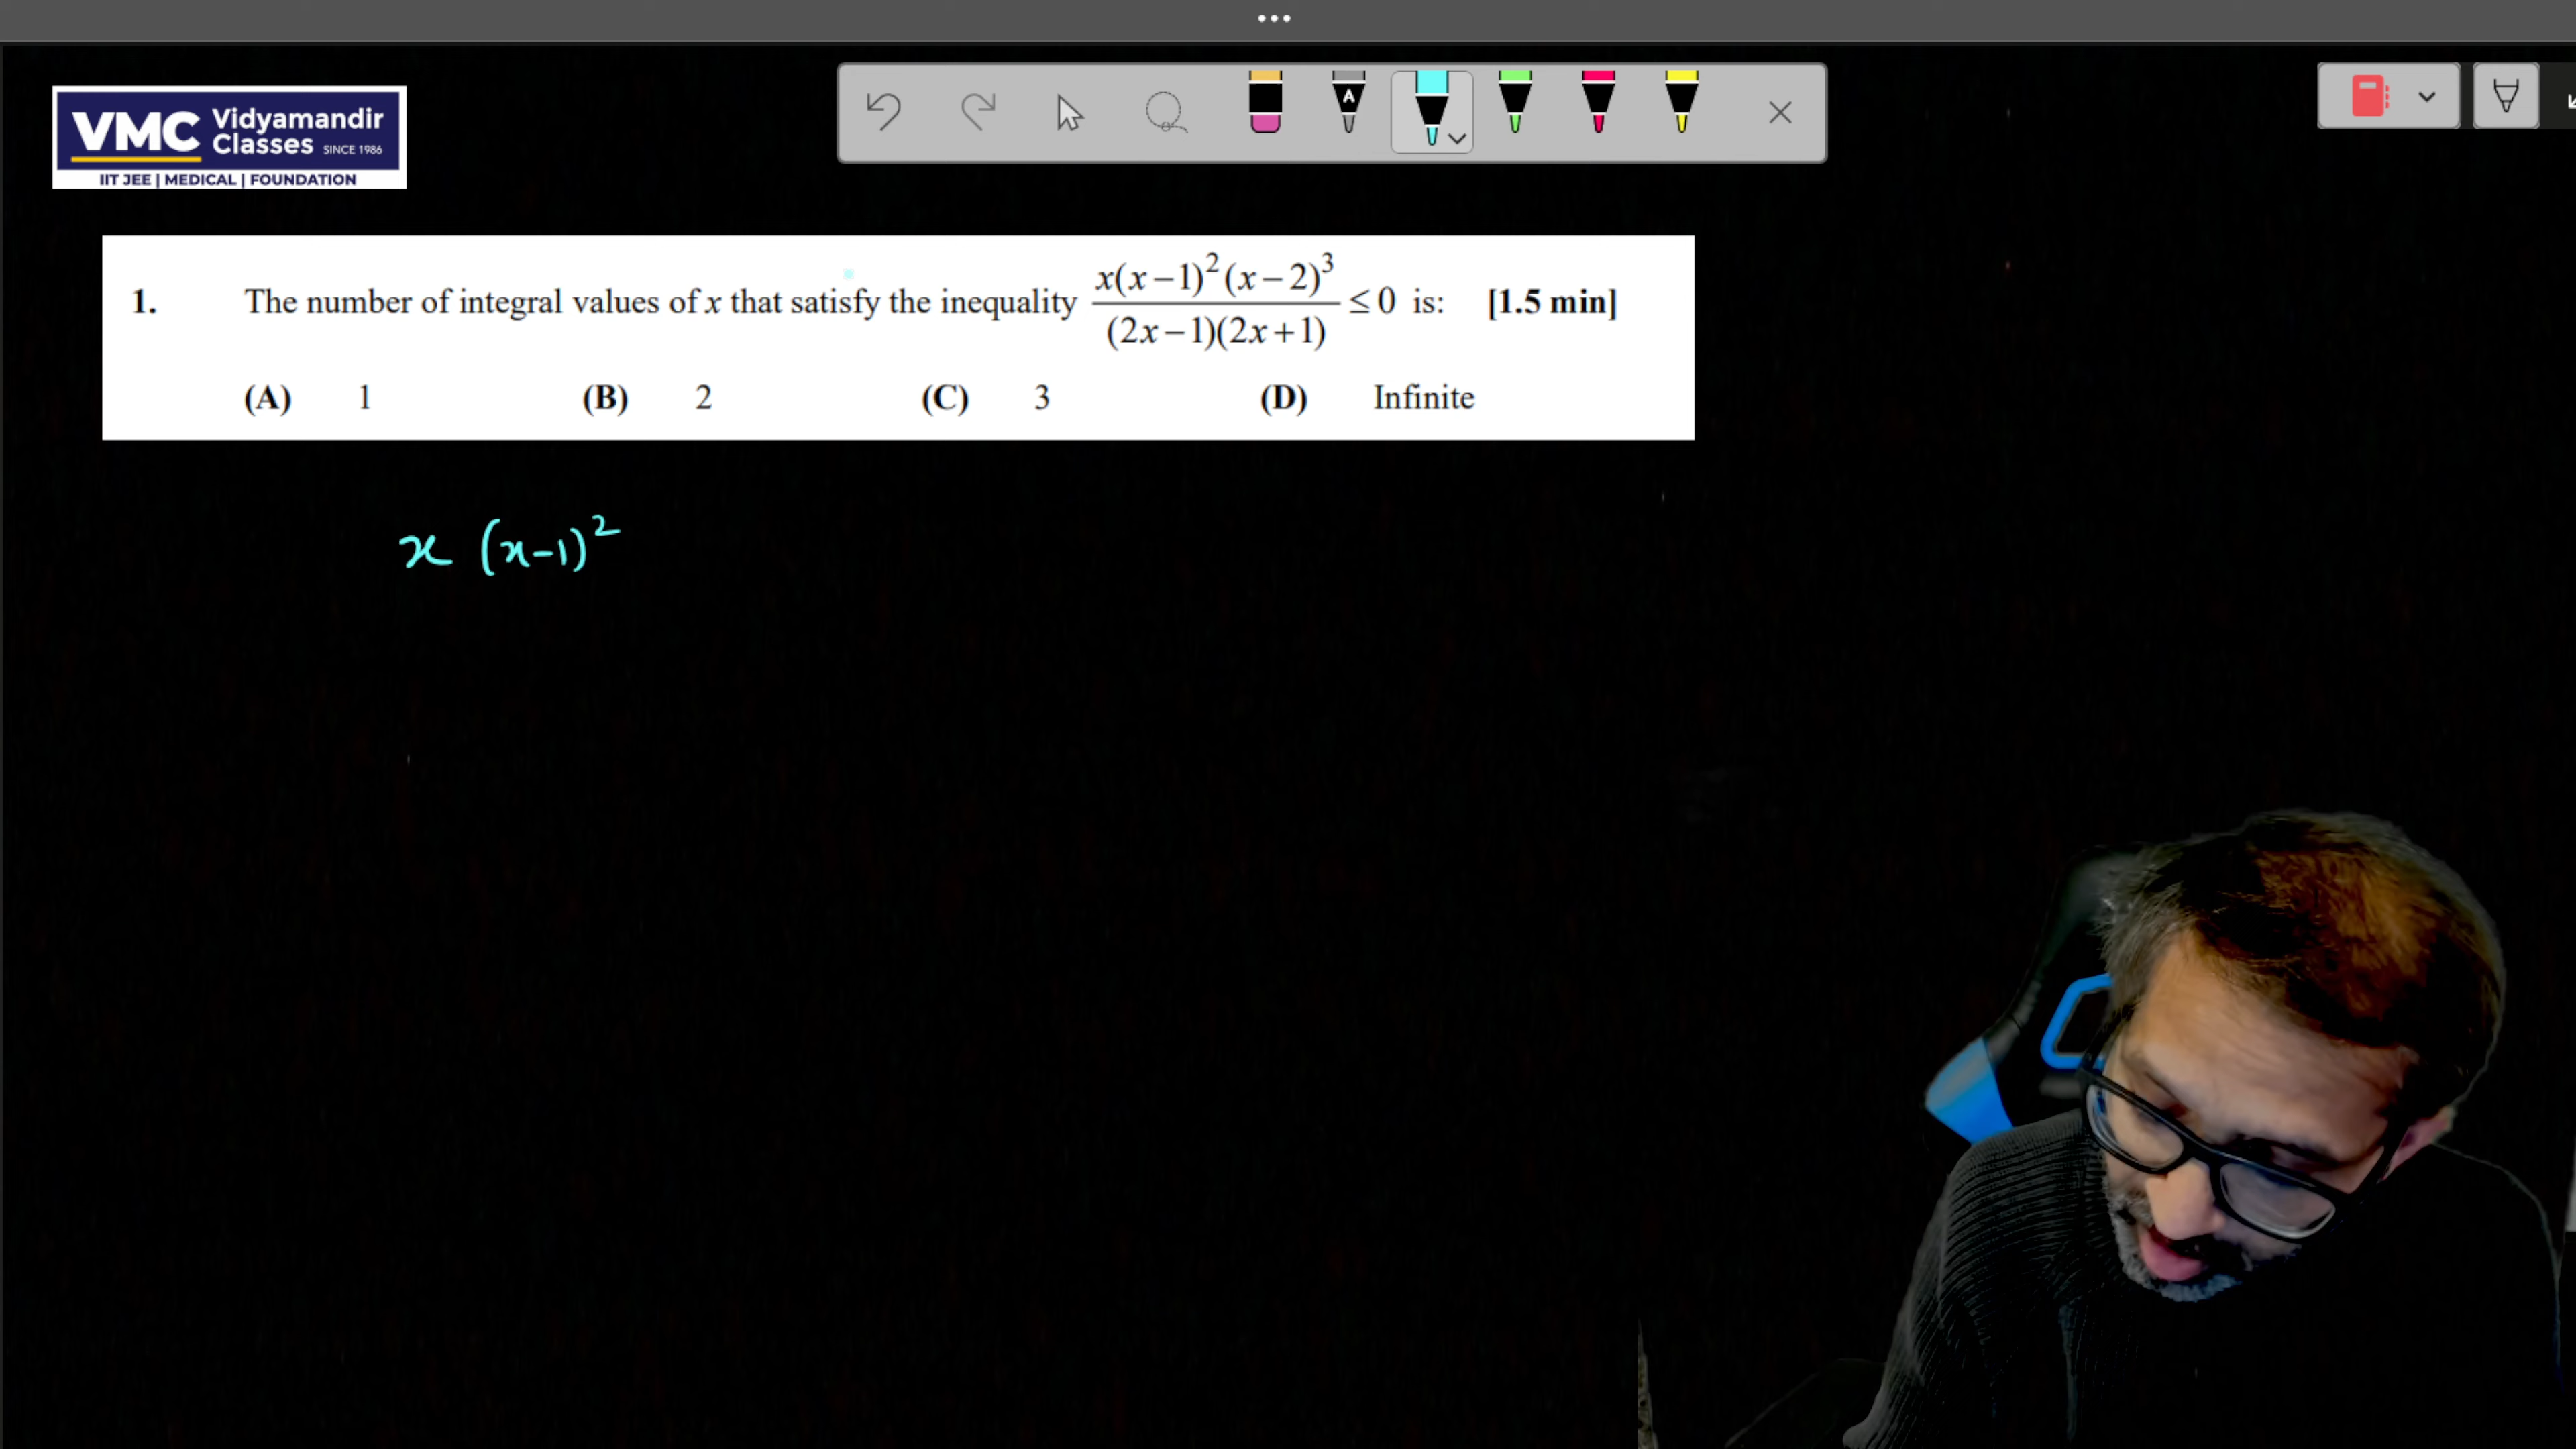 VMC Vidyamandir Classes SINCE 1986
IIT JEE | MEDICAL | FOUNDATION
A
1. The number of integral values of x that satisfy the inequality x(x−1)²(x−2)³ / (2x−1)(2x+1) ≤ 0 is: [1.5 min]
(A) 1 (B) 2 (C) 3 (D) Infinite
x (x-1)²